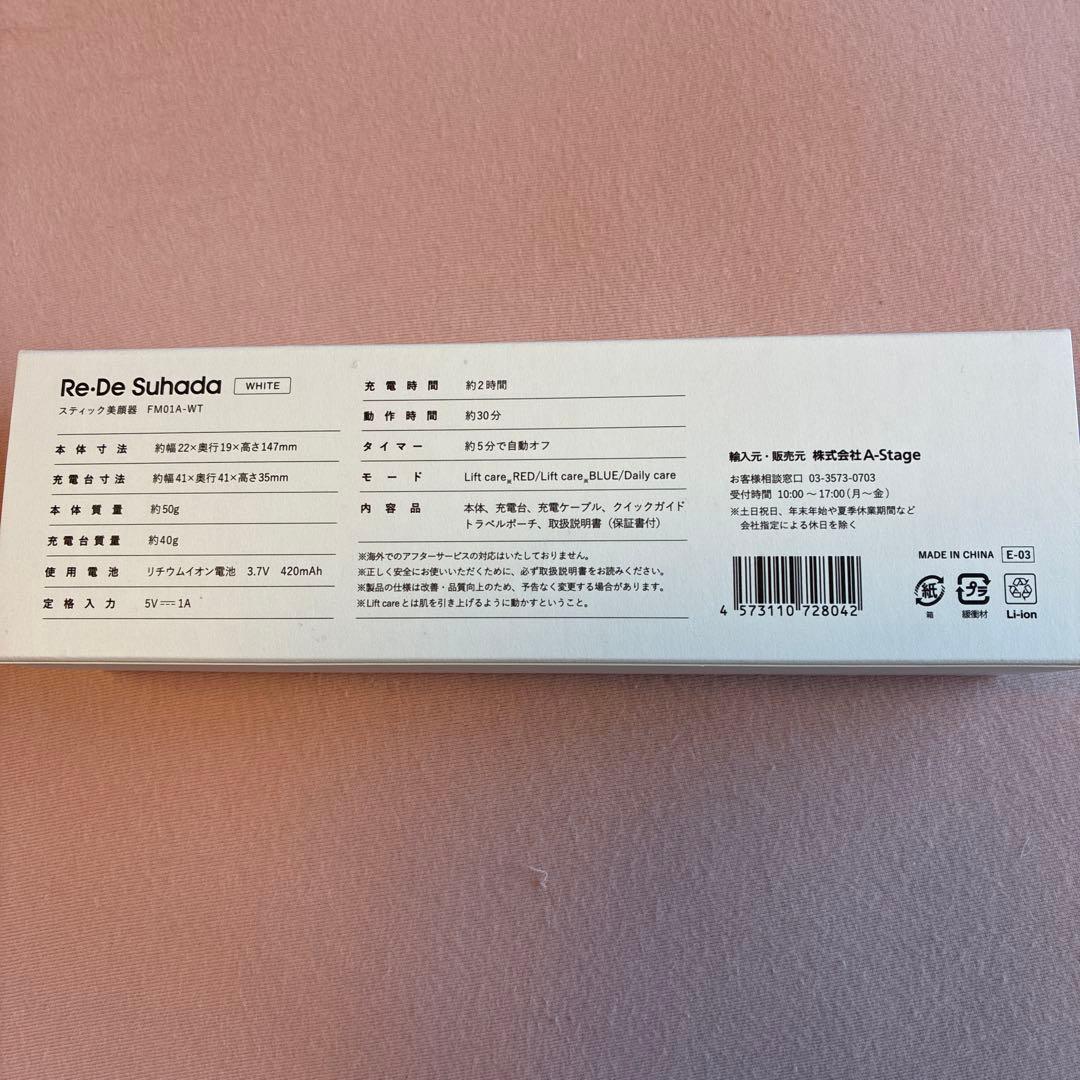 Re・De Suhada WHITE
スティック美顔器 FM01A-WT
本体寸法 約幅22×奥行19×高さ147mm
充電台寸法 約幅41×奥行41×高さ35mm
本体質量 約50g
充電台質量 約40g
使用電池 リチウムイオン電池 3.7V 420mAh
定格入力 5V⎓1A
充電時間 約2時間
動作時間 約30分
タイマー 約5分で自動オフ
モード Lift care※RED/Lift care※BLUE/Daily care
内容品 本体、充電台、充電ケーブル、クイックガイド
トラベルポーチ、取扱説明書（保証書付）
※海外でのアフターサービスの対応はいたしておりません。
※正しく安全にお使いいただくために、必ず取扱説明書をお読みください。
※製品の仕様は改善・品質向上のため、予告なく変更する場合があります。
※Lift careとは肌を引き上げるように動かすということ。
輸入元・販売元 株式会社A-Stage
お客様相談窓口 03-3573-0703
受付時間 10:00～17:00（月～金）
※土日祝日、年末年始や夏季休業期間など
会社指定による休日を除く
MADE IN CHINA E-03
4 573110 728042
紙 プラ
箱 緩衝材 Li-ion